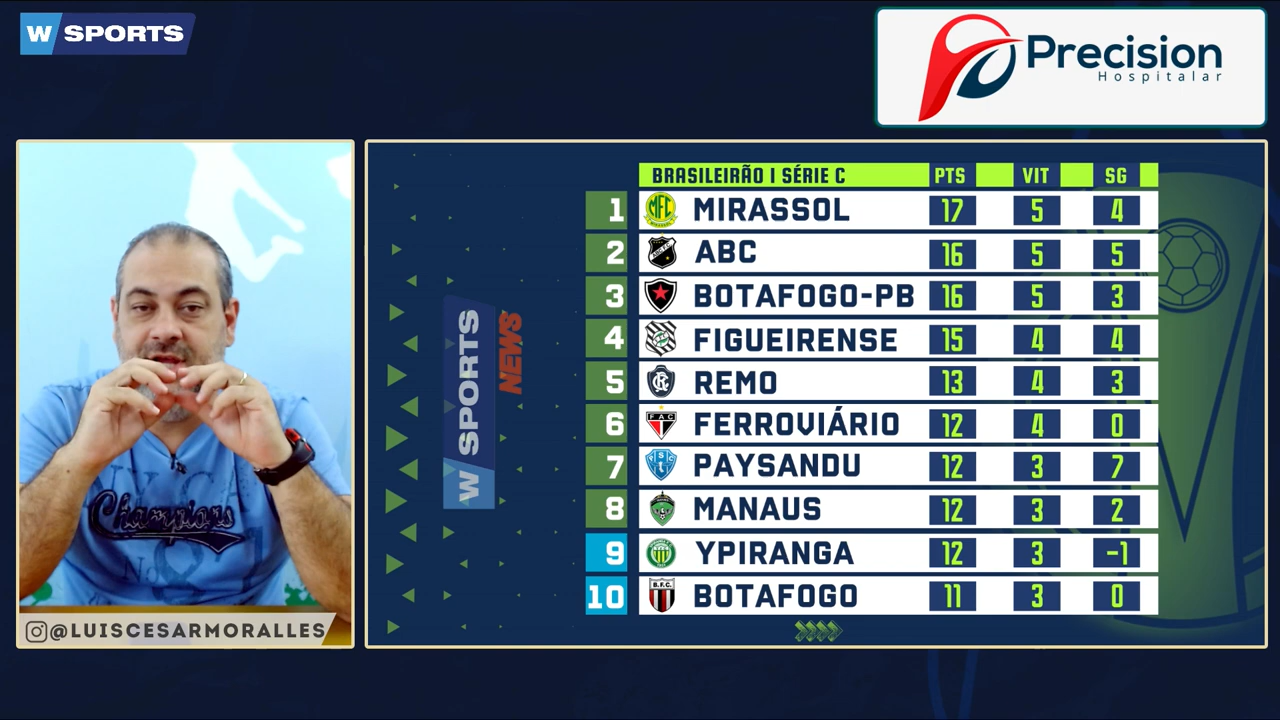 W SPORTS
Precision
Hospitalar
@LUISCESARMORALLES
W SPORTS
NEWS
BRASILEIRÃO I SÉRIE C PTS VIT SG
1 MIRASSOL 17 5 4
2 ABC 16 5 5
3 BOTAFOGO-PB 16 5 3
4 FIGUEIRENSE 15 4 4
5 REMO 13 4 3
6 FERROVIÁRIO 12 4 0
7 PAYSANDU 12 3 7
8 MANAUS 12 3 2
9 YPIRANGA 12 3 -1
10 BOTAFOGO 11 3 0